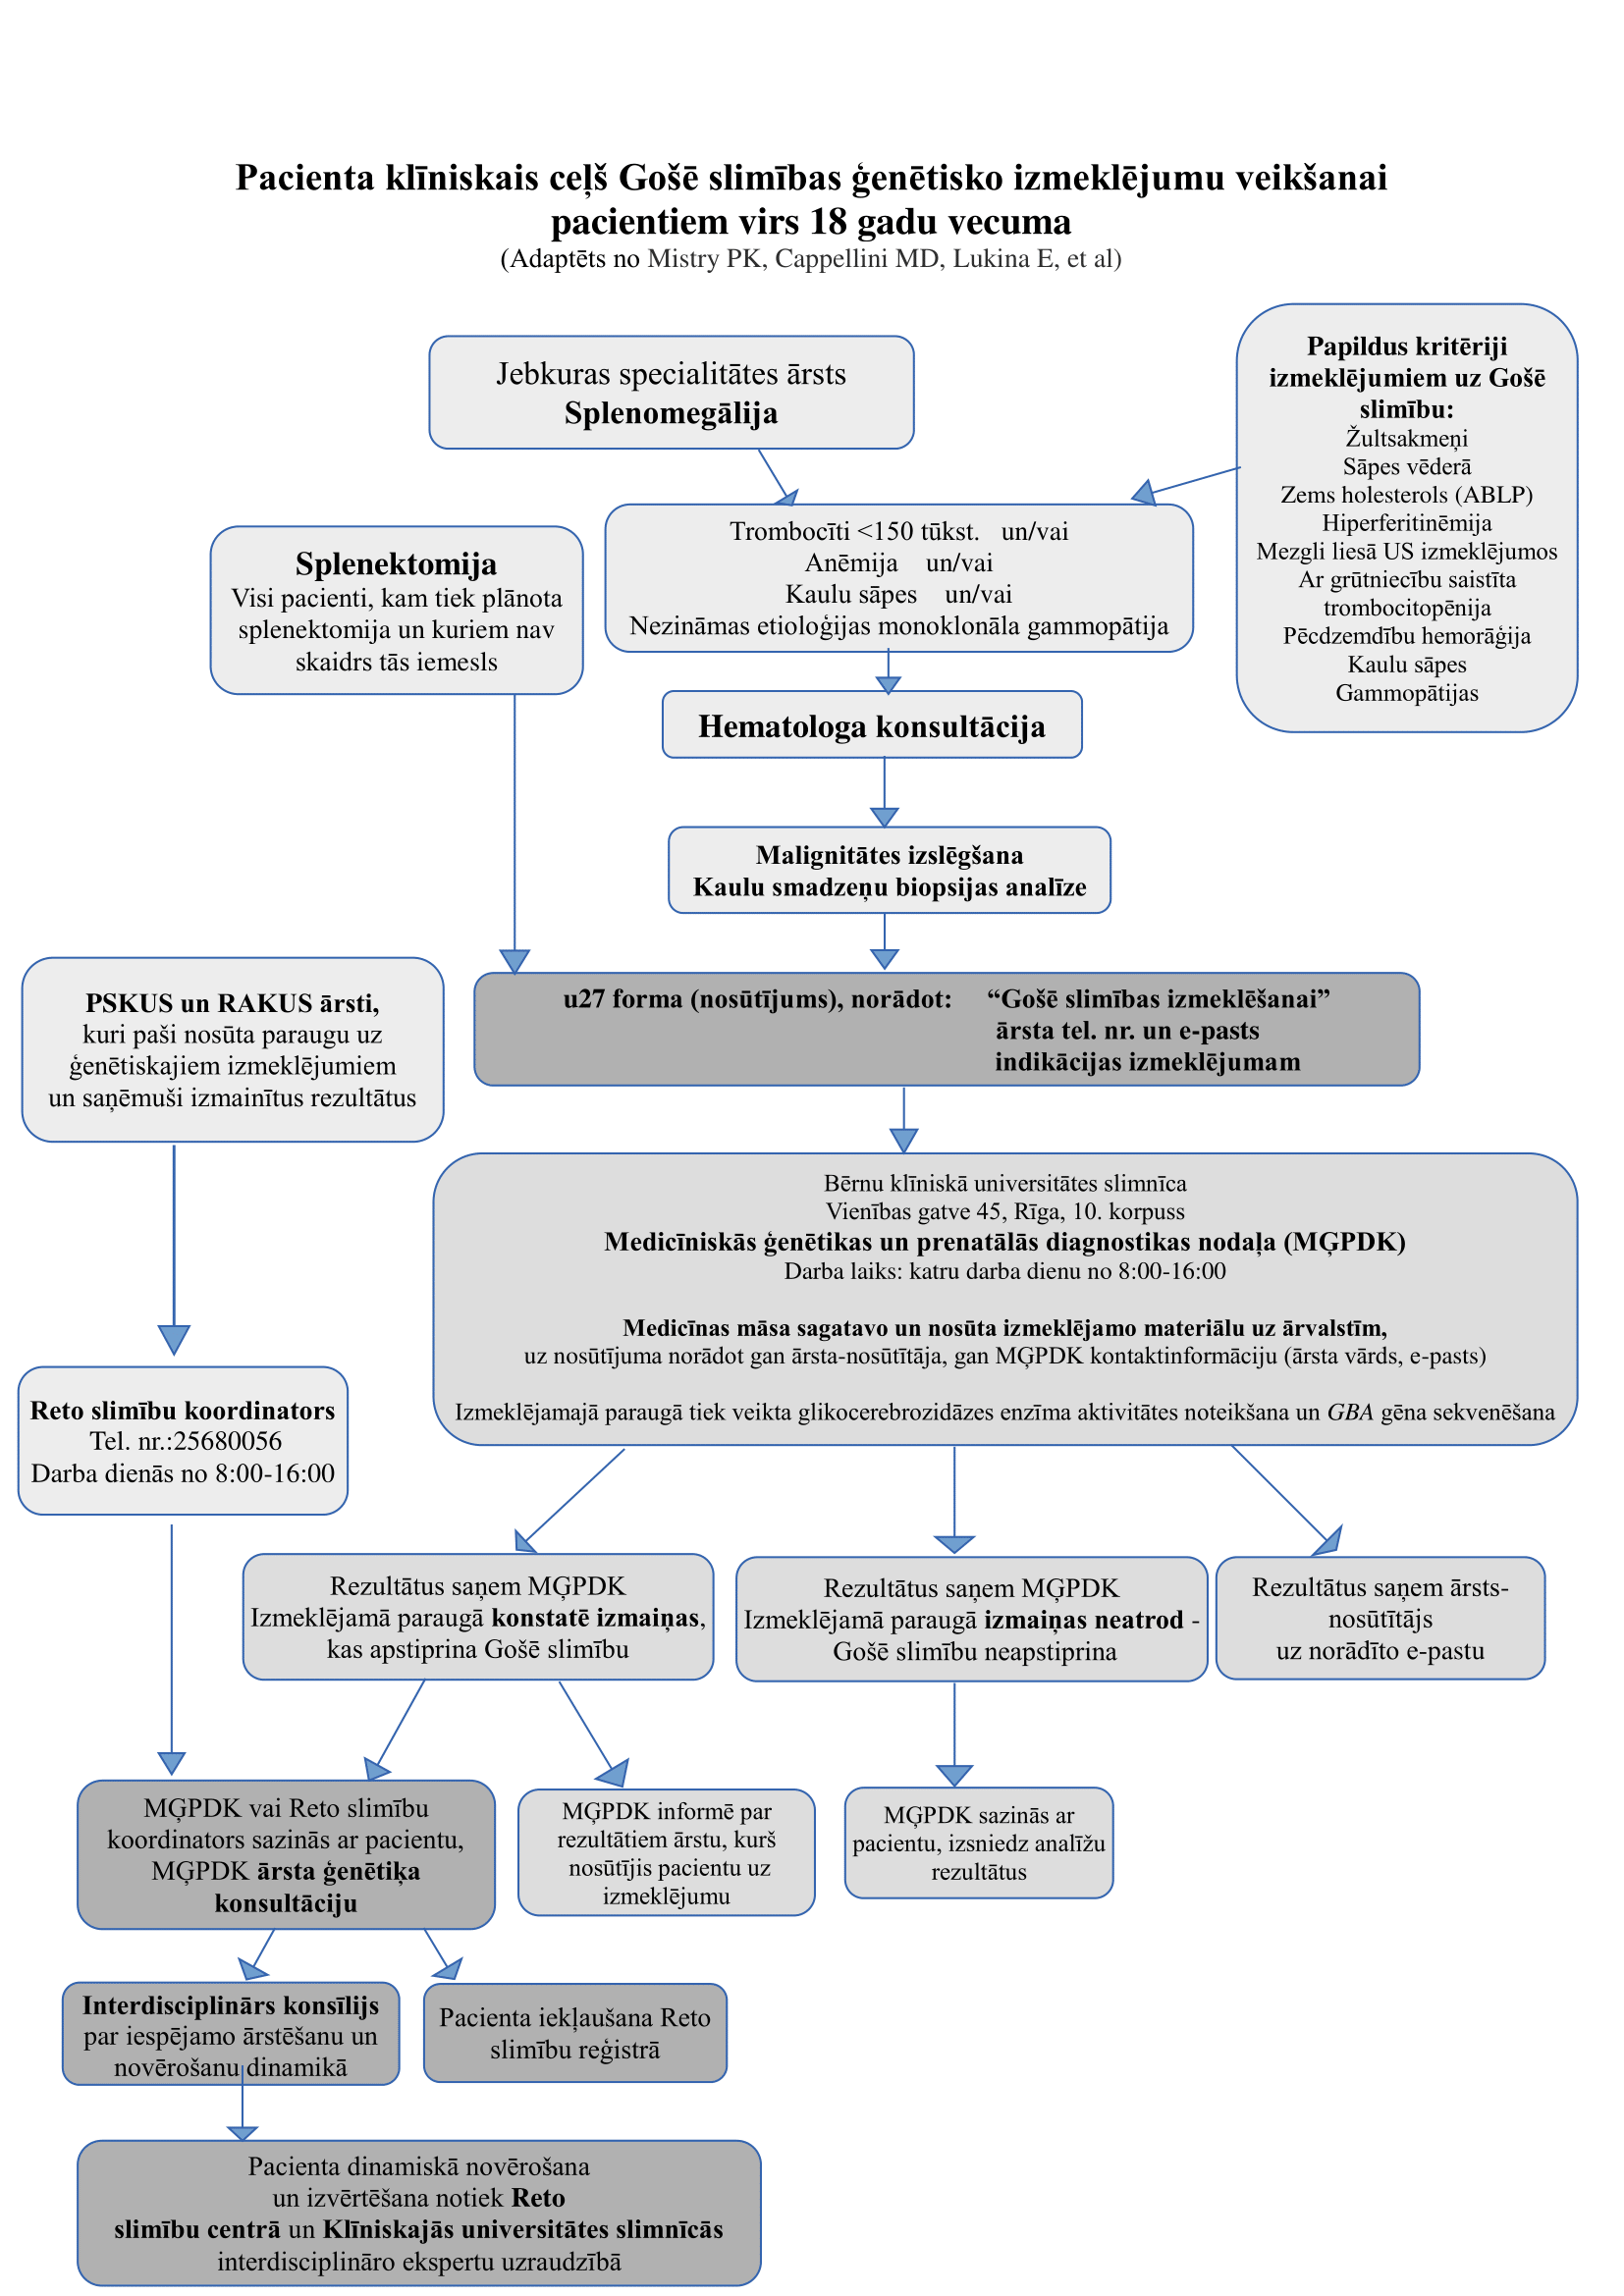 Pacienta klīniskais ceļš Gošē slimības ģenētisko izmeklējumu veikšanai
pacientiem virs 18 gadu vecuma
(Adaptēts no Mistry PK, Cappellini MD, Lukina E, et al)
Jebkuras specialitātes ārsts
Splenomegālija
Papildus kritēriji
izmeklējumiem uz Gošē
slimību:
Žultsakmeņi
Sāpes vēderā
Zems holesterols (ABLP)
Hiperferitinēmija
Mezgli liesā US izmeklējumos
Ar grūtniecību saistīta
trombocitopēnija
Pēcdzemdību hemorāģija
Kaulu sāpes
Gammopātijas
Trombocīti <150 tūkst. un/vai
Anēmija un/vai
Kaulu sāpes un/vai
Nezināmas etioloģijas monoklonāla gammopātija
Splenektomija
Visi pacienti, kam tiek plānota
splenektomija un kuriem nav
skaidrs tās iemesls
Hematologa konsultācija
Malignitātes izslēgšana
Kaulu smadzeņu biopsijas analīze
PSKUS un RAKUS ārsti,
kuri paši nosūta paraugu uz
ģenētiskajiem izmeklējumiem
un saņēmuši izmainītus rezultātus
u27 forma (nosūtījums), norādot: “Gošē slimības izmeklēšanai”
ārsta tel. nr. un e-pasts
indikācijas izmeklējumam
Bērnu klīniskā universitātes slimnīca
Vienības gatve 45, Rīga, 10. korpuss
Medicīniskās ģenētikas un prenatālās diagnostikas nodaļa (MĢPDK)
Darba laiks: katru darba dienu no 8:00-16:00
Medicīnas māsa sagatavo un nosūta izmeklējamo materiālu uz ārvalstīm,
uz nosūtījuma norādot gan ārsta-nosūtītāja, gan MĢPDK kontaktinformāciju (ārsta vārds, e-pasts)
Izmeklējamajā paraugā tiek veikta glikocerebrozidāzes enzīma aktivitātes noteikšana un GBA gēna sekvenēšana
Reto slimību koordinators
Tel. nr.:25680056
Darba dienās no 8:00-16:00
Rezultātus saņem MĢPDK
Izmeklējamā paraugā konstatē izmaiņas,
kas apstiprina Gošē slimību
Rezultātus saņem MĢPDK
Izmeklējamā paraugā izmaiņas neatrod -
Gošē slimību neapstiprina
Rezultātus saņem ārsts-
nosūtītājs
uz norādīto e-pastu
MĢPDK vai Reto slimību
koordinators sazinās ar pacientu,
MĢPDK ārsta ģenētiķa
konsultāciju
MĢPDK informē par
rezultātiem ārstu, kurš
nosūtījis pacientu uz
izmeklējumu
MĢPDK sazinās ar
pacientu, izsniedz analīžu
rezultātus
Interdisciplinārs konsīlijs
par iespējamo ārstēšanu un
novērošanu dinamikā
Pacienta iekļaušana Reto
slimību reģistrā
Pacienta dinamiskā novērošana
un izvērtēšana notiek Reto
slimību centrā un Klīniskajās universitātes slimnīcās
interdisciplināro ekspertu uzraudzībā